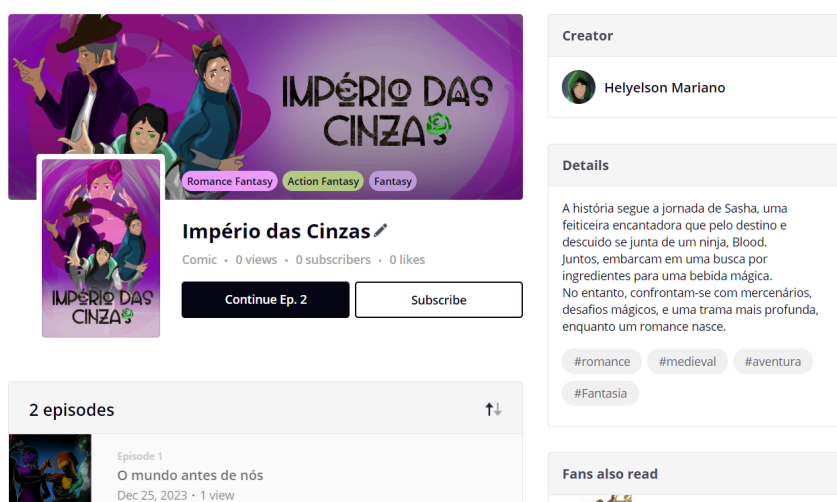 IMPÉRIO DAS
CINZAS
Romance Fantasy
Action Fantasy
Fantasy
IMPÉRIO DAS
CINZAS
Império das Cinzas
Comic • 0 views • 0 subscribers • 0 likes
Continue Ep. 2
Subscribe
2 episodes
Episode 1
O mundo antes de nós
Dec 25, 2023 • 1 view
Creator
Helyelson Mariano
Details
A história segue a jornada de Sasha, uma
feiticeira encantadora que pelo destino e
descuido se junta de um ninja, Blood.
Juntos, embarcam em uma busca por
ingredientes para uma bebida mágica.
No entanto, confrontam-se com mercenários,
desafios mágicos, e uma trama mais profunda,
enquanto um romance nasce.
#romance
#medieval
#aventura
#Fantasia
Fans also read